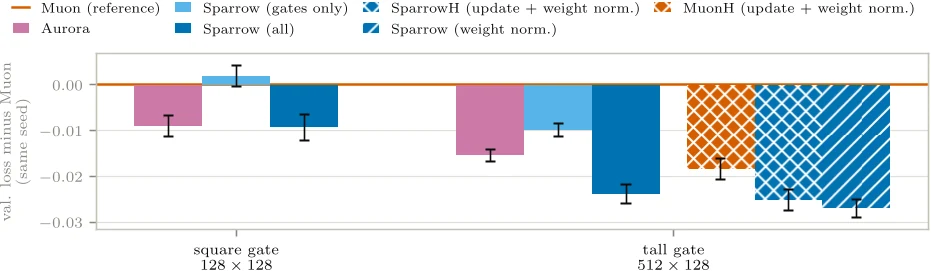 Muon (reference)
Sparrow (gates only)
SparrowH (update + weight norm.)
MuonH (update + weight norm.)
Aurora
Sparrow (all)
Sparrow (weight norm.)
val. loss minus Muon
(same seed)
0.00
−0.01
−0.02
−0.03
square gate
128 × 128
tall gate
512 × 128